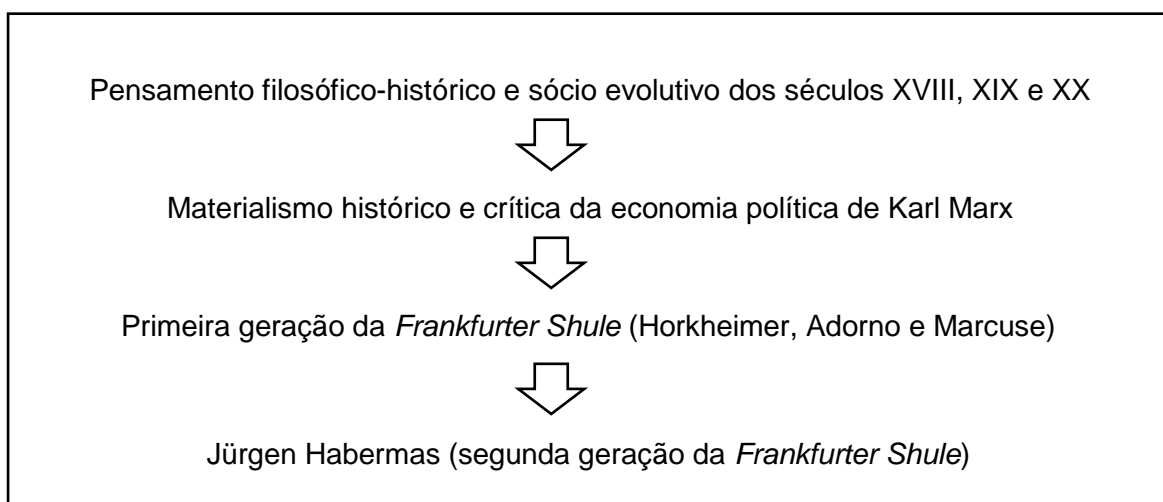 Pensamento filosófico-histórico e sócio evolutivo dos séculos XVIII, XIX e XX
Materialismo histórico e crítica da economia política de Karl Marx
Primeira geração da Frankfurter Shule (Horkheimer, Adorno e Marcuse)
Jürgen Habermas (segunda geração da Frankfurter Shule)